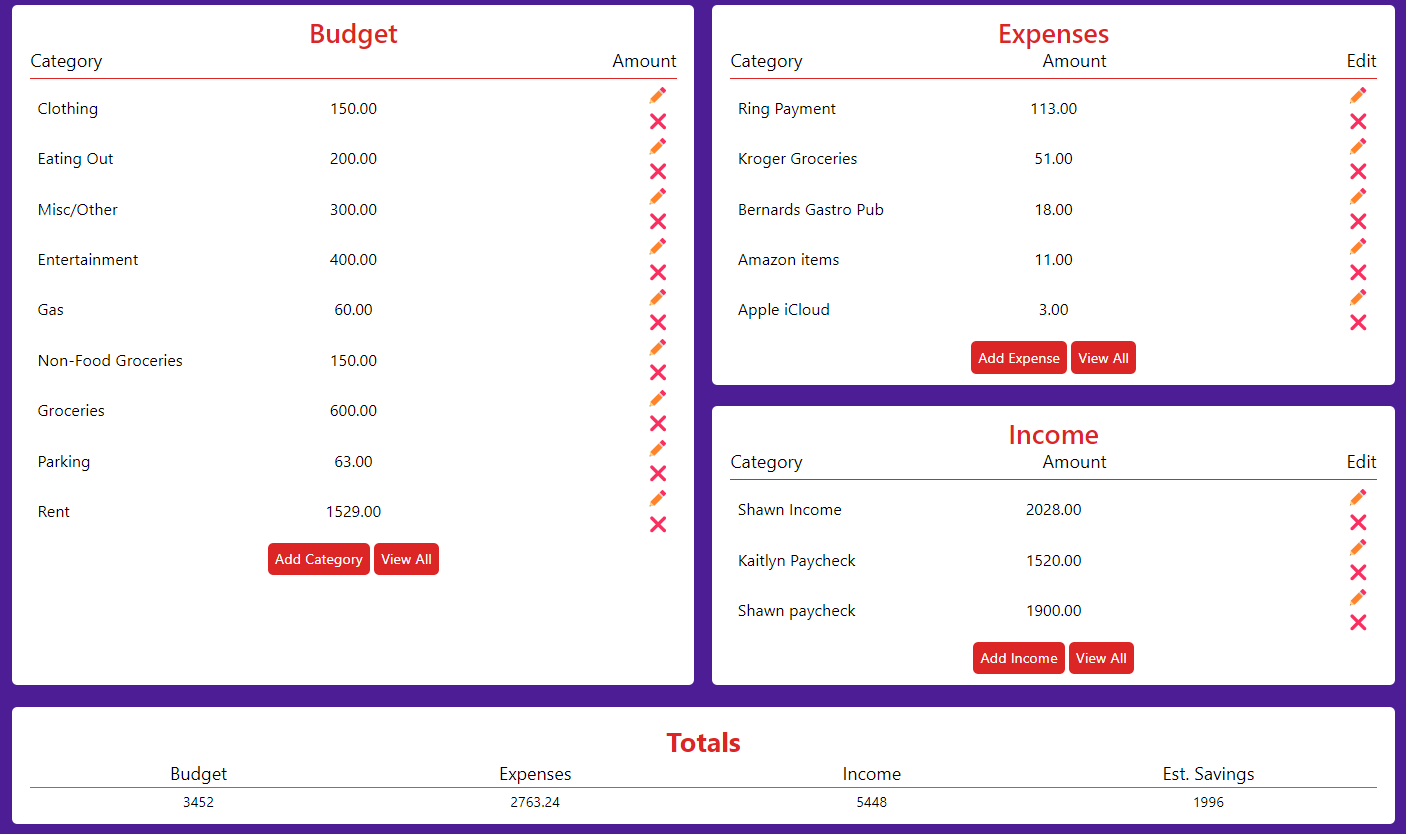 Budget
Category Amount
Clothing 150.00
Eating Out 200.00
Misc/Other 300.00
Entertainment 400.00
Gas 60.00
Non-Food Groceries 150.00
Groceries 600.00
Parking 63.00
Rent 1529.00
Add Category View All
Expenses
Category Amount Edit
Ring Payment 113.00
Kroger Groceries 51.00
Bernards Gastro Pub 18.00
Amazon items 11.00
Apple iCloud 3.00
Add Expense View All
Income
Category Amount Edit
Shawn Income 2028.00
Kaitlyn Paycheck 1520.00
Shawn paycheck 1900.00
Add Income View All
Totals
Budget Expenses Income Est. Savings
3452 2763.24 5448 1996